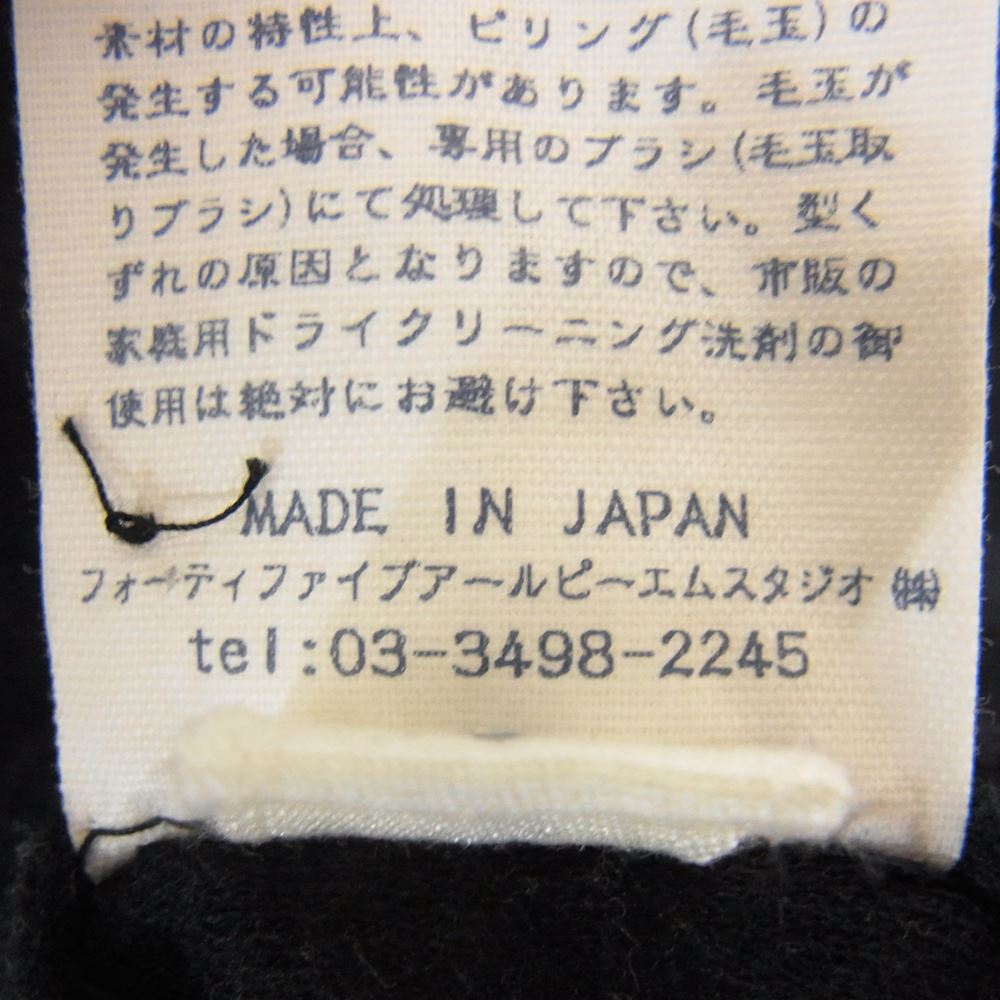 素材の特性上、ピリング(毛玉)の
発生する可能性があります。毛玉が
発生した場合、専用のブラシ(毛玉取
りブラシ)にて処理して下さい。型く
ずれの原因となりますので、市販の
家庭用ドライクリーニング洗剤の御
使用は絶対にお避け下さい。
MADE IN JAPAN
フォーティファイブアールピーエムスタジオ㈱
tel:03-3498-2245